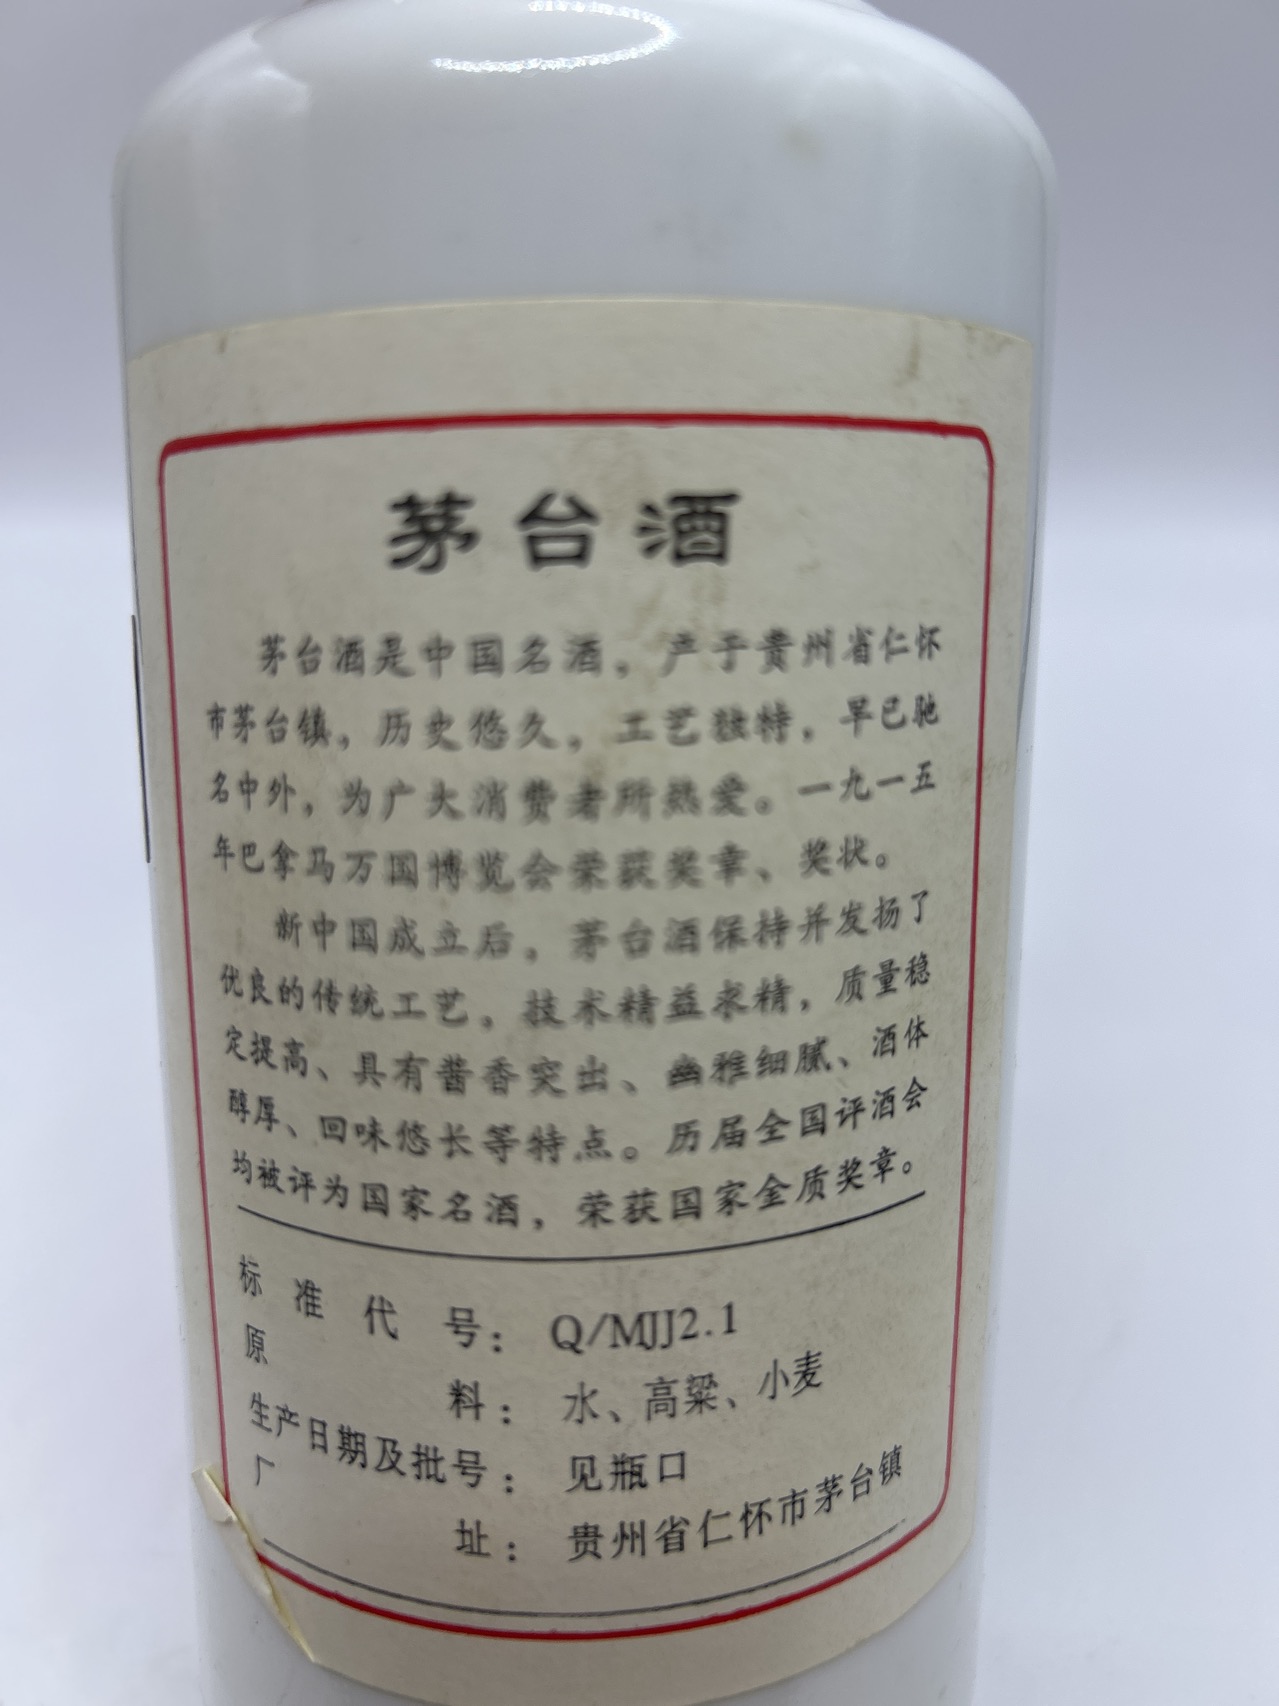 茅台酒
茅台酒是中国名酒，产于贵州省仁怀
市茅台镇，历史悠久，工艺独特，早已驰
名中外，为广大消费者所热爱。一九一五
年巴拿马万国博览会荣获奖章、奖状。
新中国成立后，茅台酒保持并发扬了
优良的传统工艺，技术精益求精，质量稳
定提高、具有酱香突出、幽雅细腻、酒体
醇厚、回味悠长等特点。历届全国评酒会
均被评为国家名酒，荣获国家金质奖章。
标准代号：Q/MJJ2.1
原料：水、高粱、小麦
生产日期及批号：见瓶口
厂址：贵州省仁怀市茅台镇